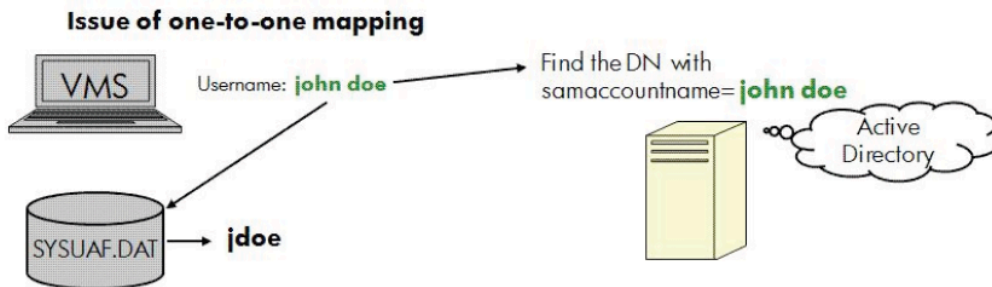 Issue of one-to-one mapping
VMS
Username: john doe
Find the DN with
samaccountname= john doe
Active
Directory
SYSUAF.DAT
jdoe